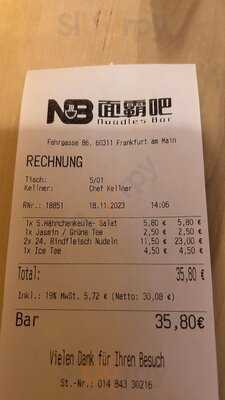 NB 面霸吧
Noodles Bar
Fahrgasse 86, 60311 Frankfurt am Main
RECHNUNG
Tisch: 5/01
Kellner: Chef Kellner
RNr.: 18851 18.11.2023 14:06
1x 5.Hähnchenkeule- Salat 5,80 € 5,80 €
1x Jasmin / Grüne Tee 2,50 € 2,50 €
2x 24. Rindfleisch Nudeln 11,50 € 23,00 €
1x Ice Tee 4,50 € 4,50 €
Total: 35,80 €
Inkl.: 19% MwSt. 5,72 € (Netto: 30,08 €)
Bar 35,80€
Vielen Dank für Ihren Besuch
St.-Nr.: 014 843 30216